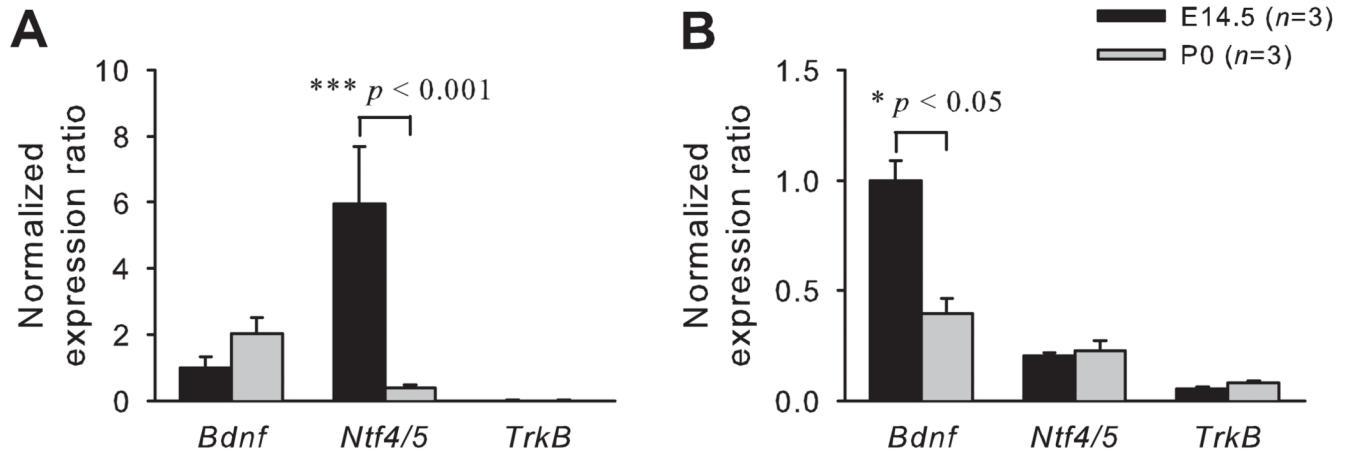 A
Normalized
expression ratio
10
8
6
4
2
0
*** p < 0.001
Bdnf
Ntf4/5
TrkB
B
E14.5 (n=3)
P0 (n=3)
Normalized
expression ratio
1.5
1.0
0.5
0.0
* p < 0.05
Bdnf
Ntf4/5
TrkB